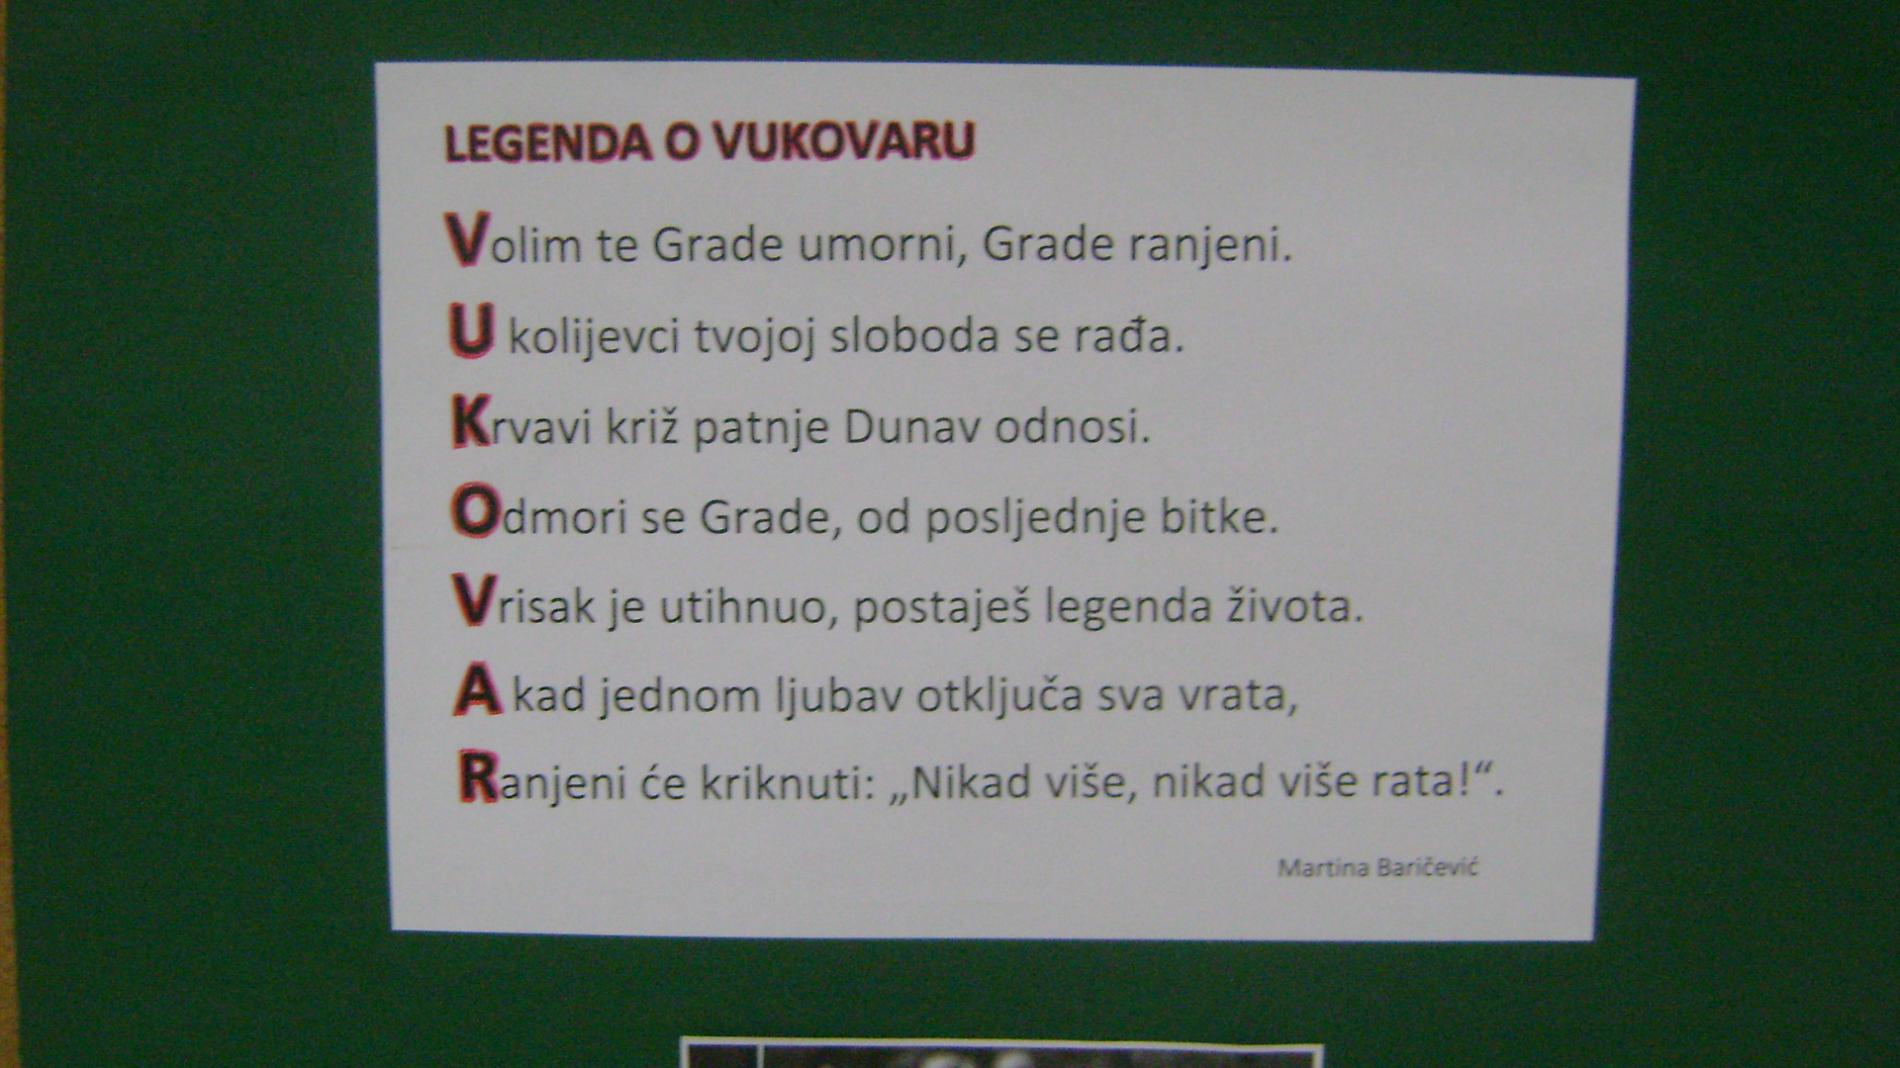 LEGENDA O VUKOVARU
Volim te Grade umorni, Grade ranjeni.
U kolijevci tvojoj sloboda se rađa.
Krvavi križ patnje Dunav odnosi.
Odmori se Grade, od posljednje bitke.
Vrisak je utihnuo, postaješ legenda života.
A kad jednom ljubav otključa sva vrata,
Ranjeni će kriknuti: „Nikad više, nikad više rata!“.
Martina Baričević